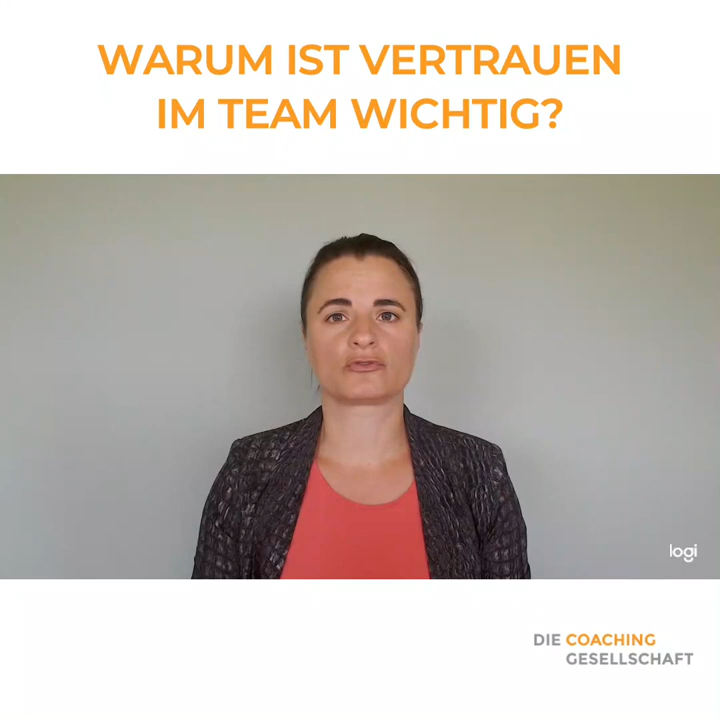 WARUM IST VERTRAUEN
IM TEAM WICHTIG?
logi
DIE COACHING
GESELLSCHAFT